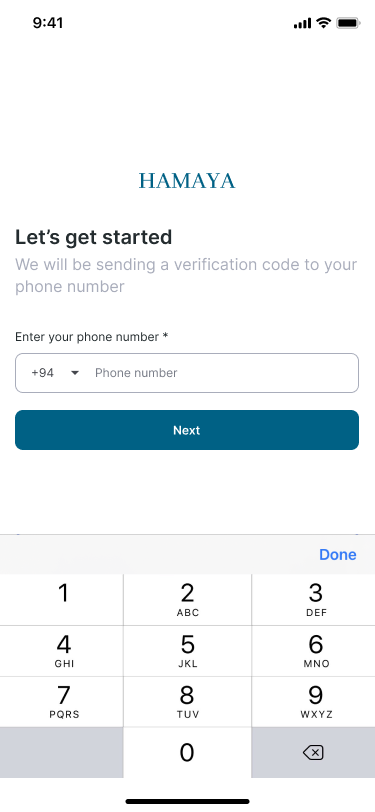 9:41
HAMAYA
Let’s get started
We will be sending a verification code to your
phone number
Enter your phone number *
+94 Phone number
Next
Done
1 2 3
ABC DEF
4 5 6
GHI JKL MNO
7 8 9
PQRS TUV WXYZ
0